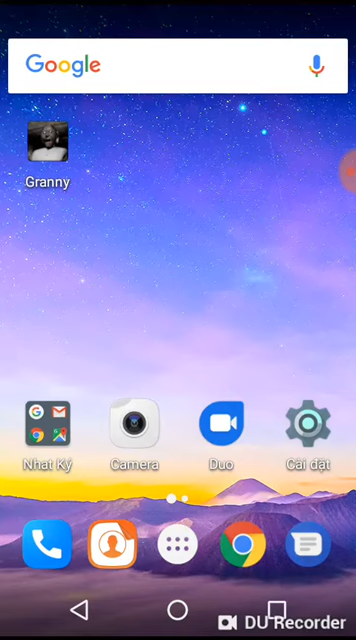 Google
Granny
Nhat Ký
Camera
Duo
Cài đặt
DU Recorder